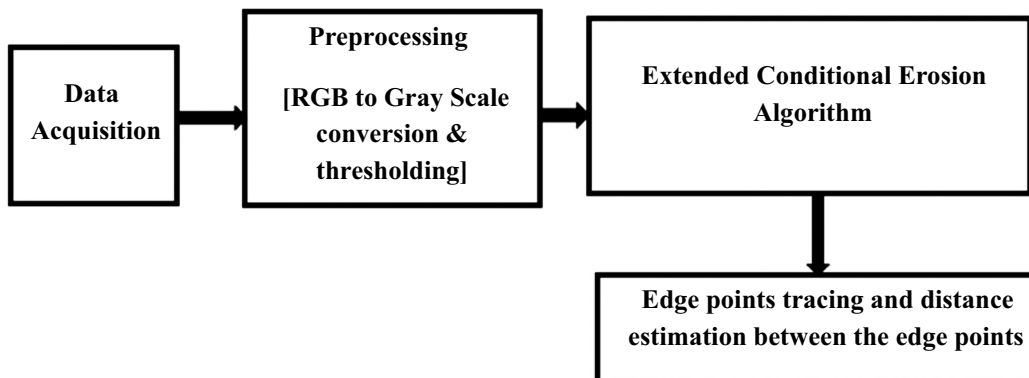 Data
Acquisition
Preprocessing
[RGB to Gray Scale
conversion &
thresholding]
Extended Conditional Erosion
Algorithm
Edge points tracing and distance
estimation between the edge points